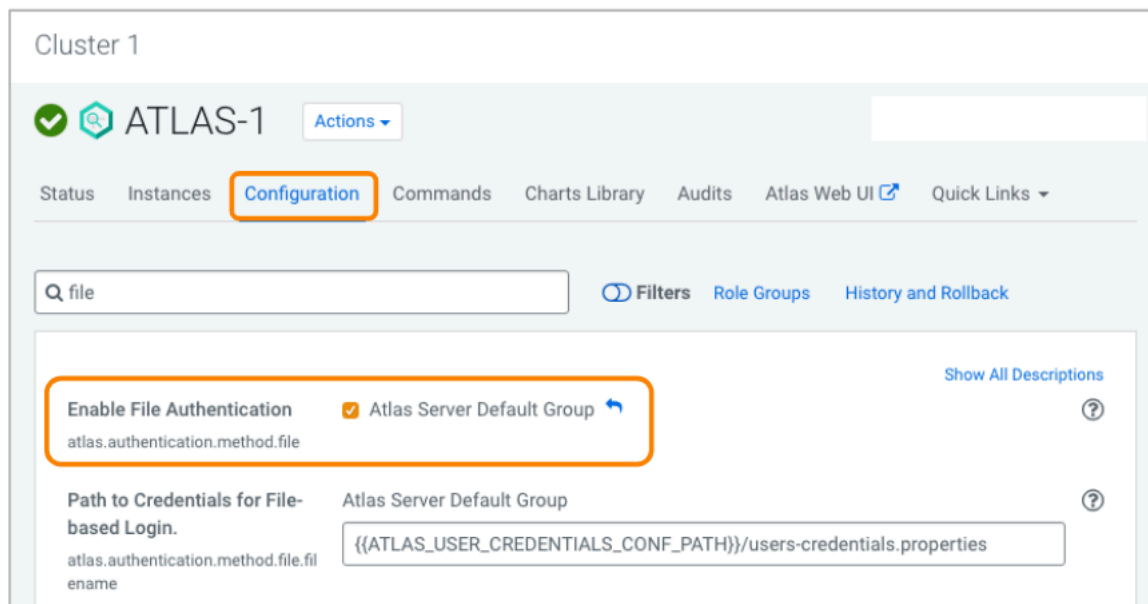 Cluster 1
ATLAS-1 Actions
Status Instances Configuration Commands Charts Library Audits Atlas Web UI Quick Links
file Filters Role Groups History and Rollback
Show All Descriptions
Enable File Authentication Atlas Server Default Group
atlas.authentication.method.file
Path to Credentials for File- Atlas Server Default Group
based Login.
{{ATLAS_USER_CREDENTIALS_CONF_PATH}}/users-credentials.properties
atlas.authentication.method.file.fil
ename